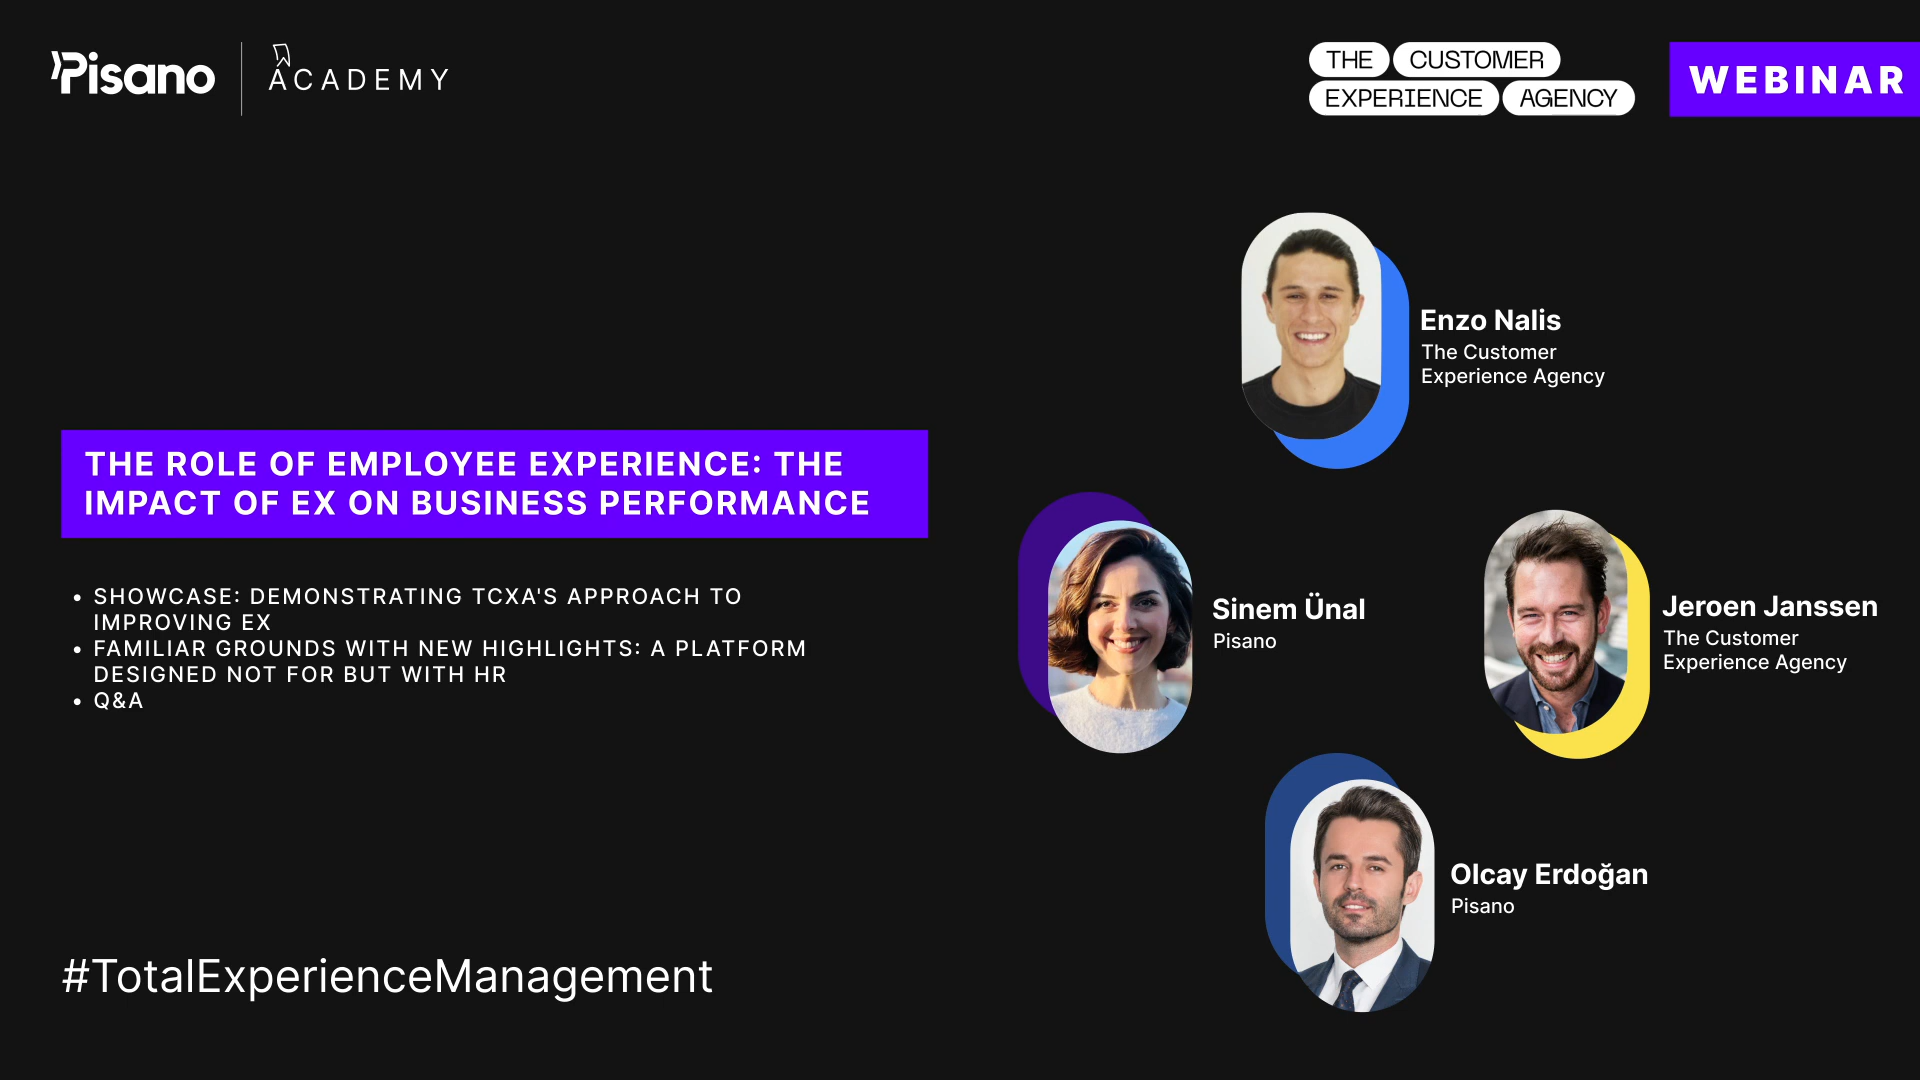 Pisano
ACADEMY
THE CUSTOMER
EXPERIENCE AGENCY
WEBINAR
Enzo Nalis
The Customer
Experience Agency
THE ROLE OF EMPLOYEE EXPERIENCE: THE
IMPACT OF EX ON BUSINESS PERFORMANCE
• SHOWCASE: DEMONSTRATING TCXA'S APPROACH TO
IMPROVING EX
• FAMILIAR GROUNDS WITH NEW HIGHLIGHTS: A PLATFORM
DESIGNED NOT FOR BUT WITH HR
• Q&A
Sinem Ünal
Pisano
Jeroen Janssen
The Customer
Experience Agency
Olcay Erdoğan
Pisano
#TotalExperienceManagement